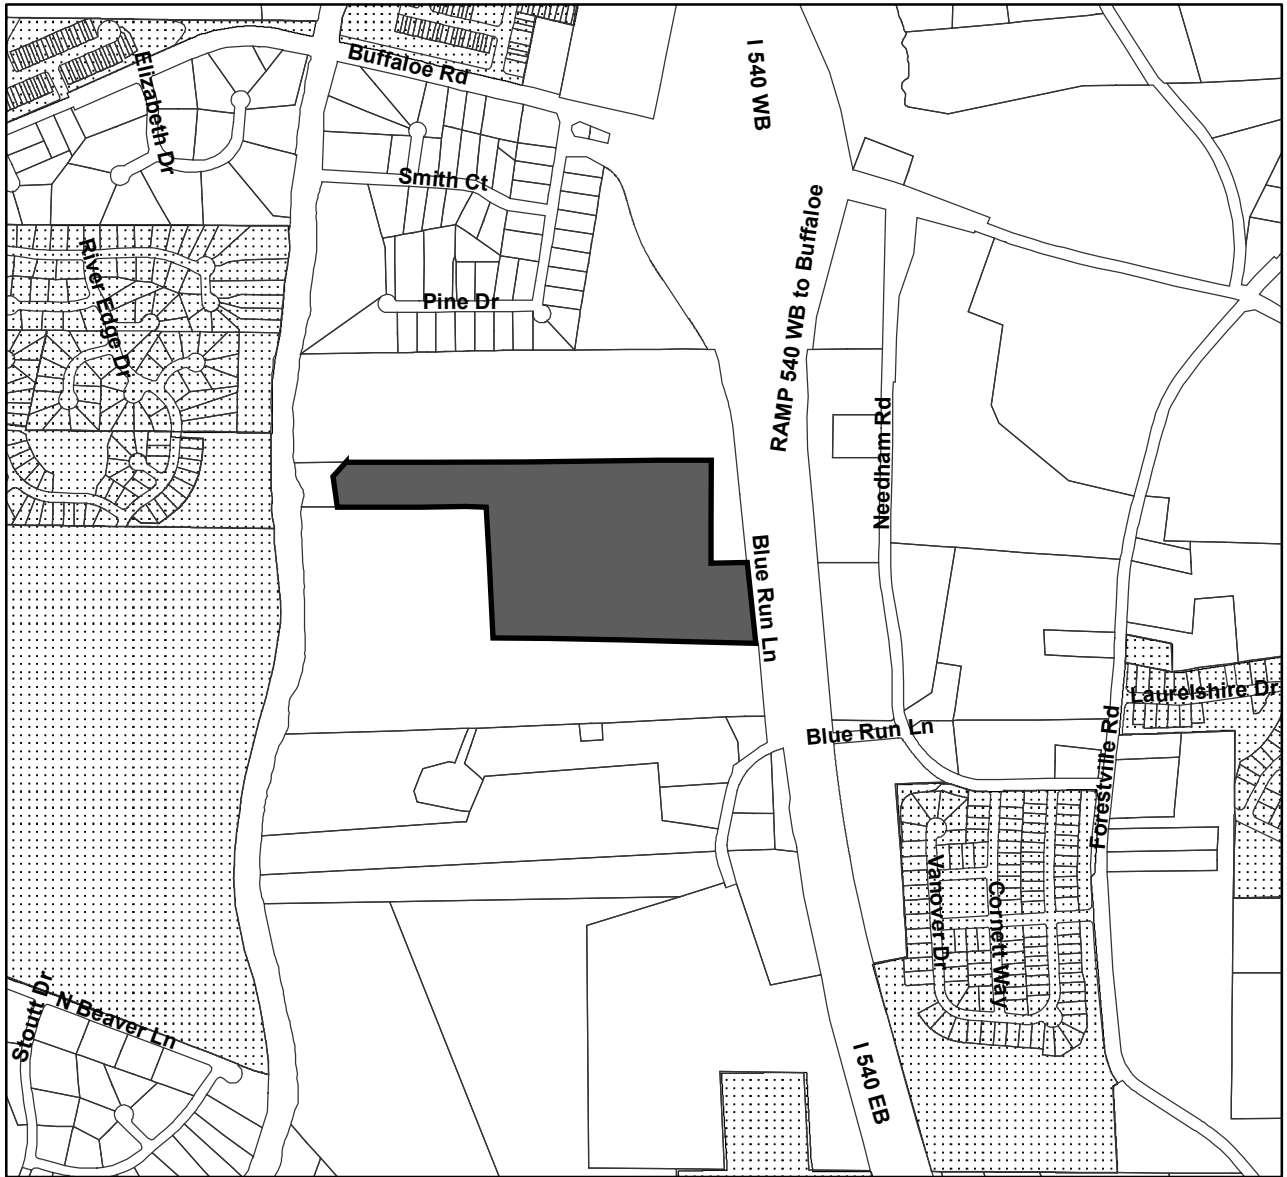 I 540 WB
Buffaloe Rd
Elizabeth Dr
Smith Ct
RAMP 540 WB to Buffaloe
River Edge Dr
Pine Dr
Needham Rd
Blue Run Ln
Laurelshire Dr
Blue Run Ln
Forestville Rd
Vanover Dr
Cornett Way
Stoutt Dr
N Beaver Ln
I 540 EB